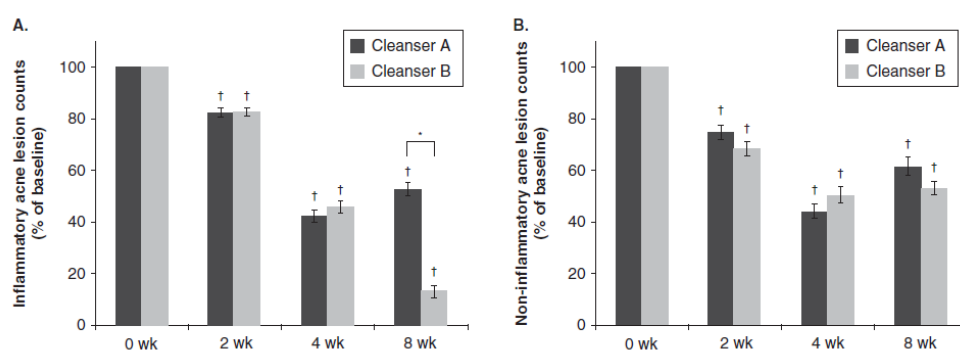 A.
Inflammatory acne lesion counts
(% of baseline)
100
80
60
40
20
0
Cleanser A
Cleanser B
† † † † † * †
0 wk 2 wk 4 wk 8 wk
B.
Non-inflammatory acne lesion counts
(% of baseline)
100
80
60
40
20
0
Cleanser A
Cleanser B
† † † † † †
0 wk 2 wk 4 wk 8 wk